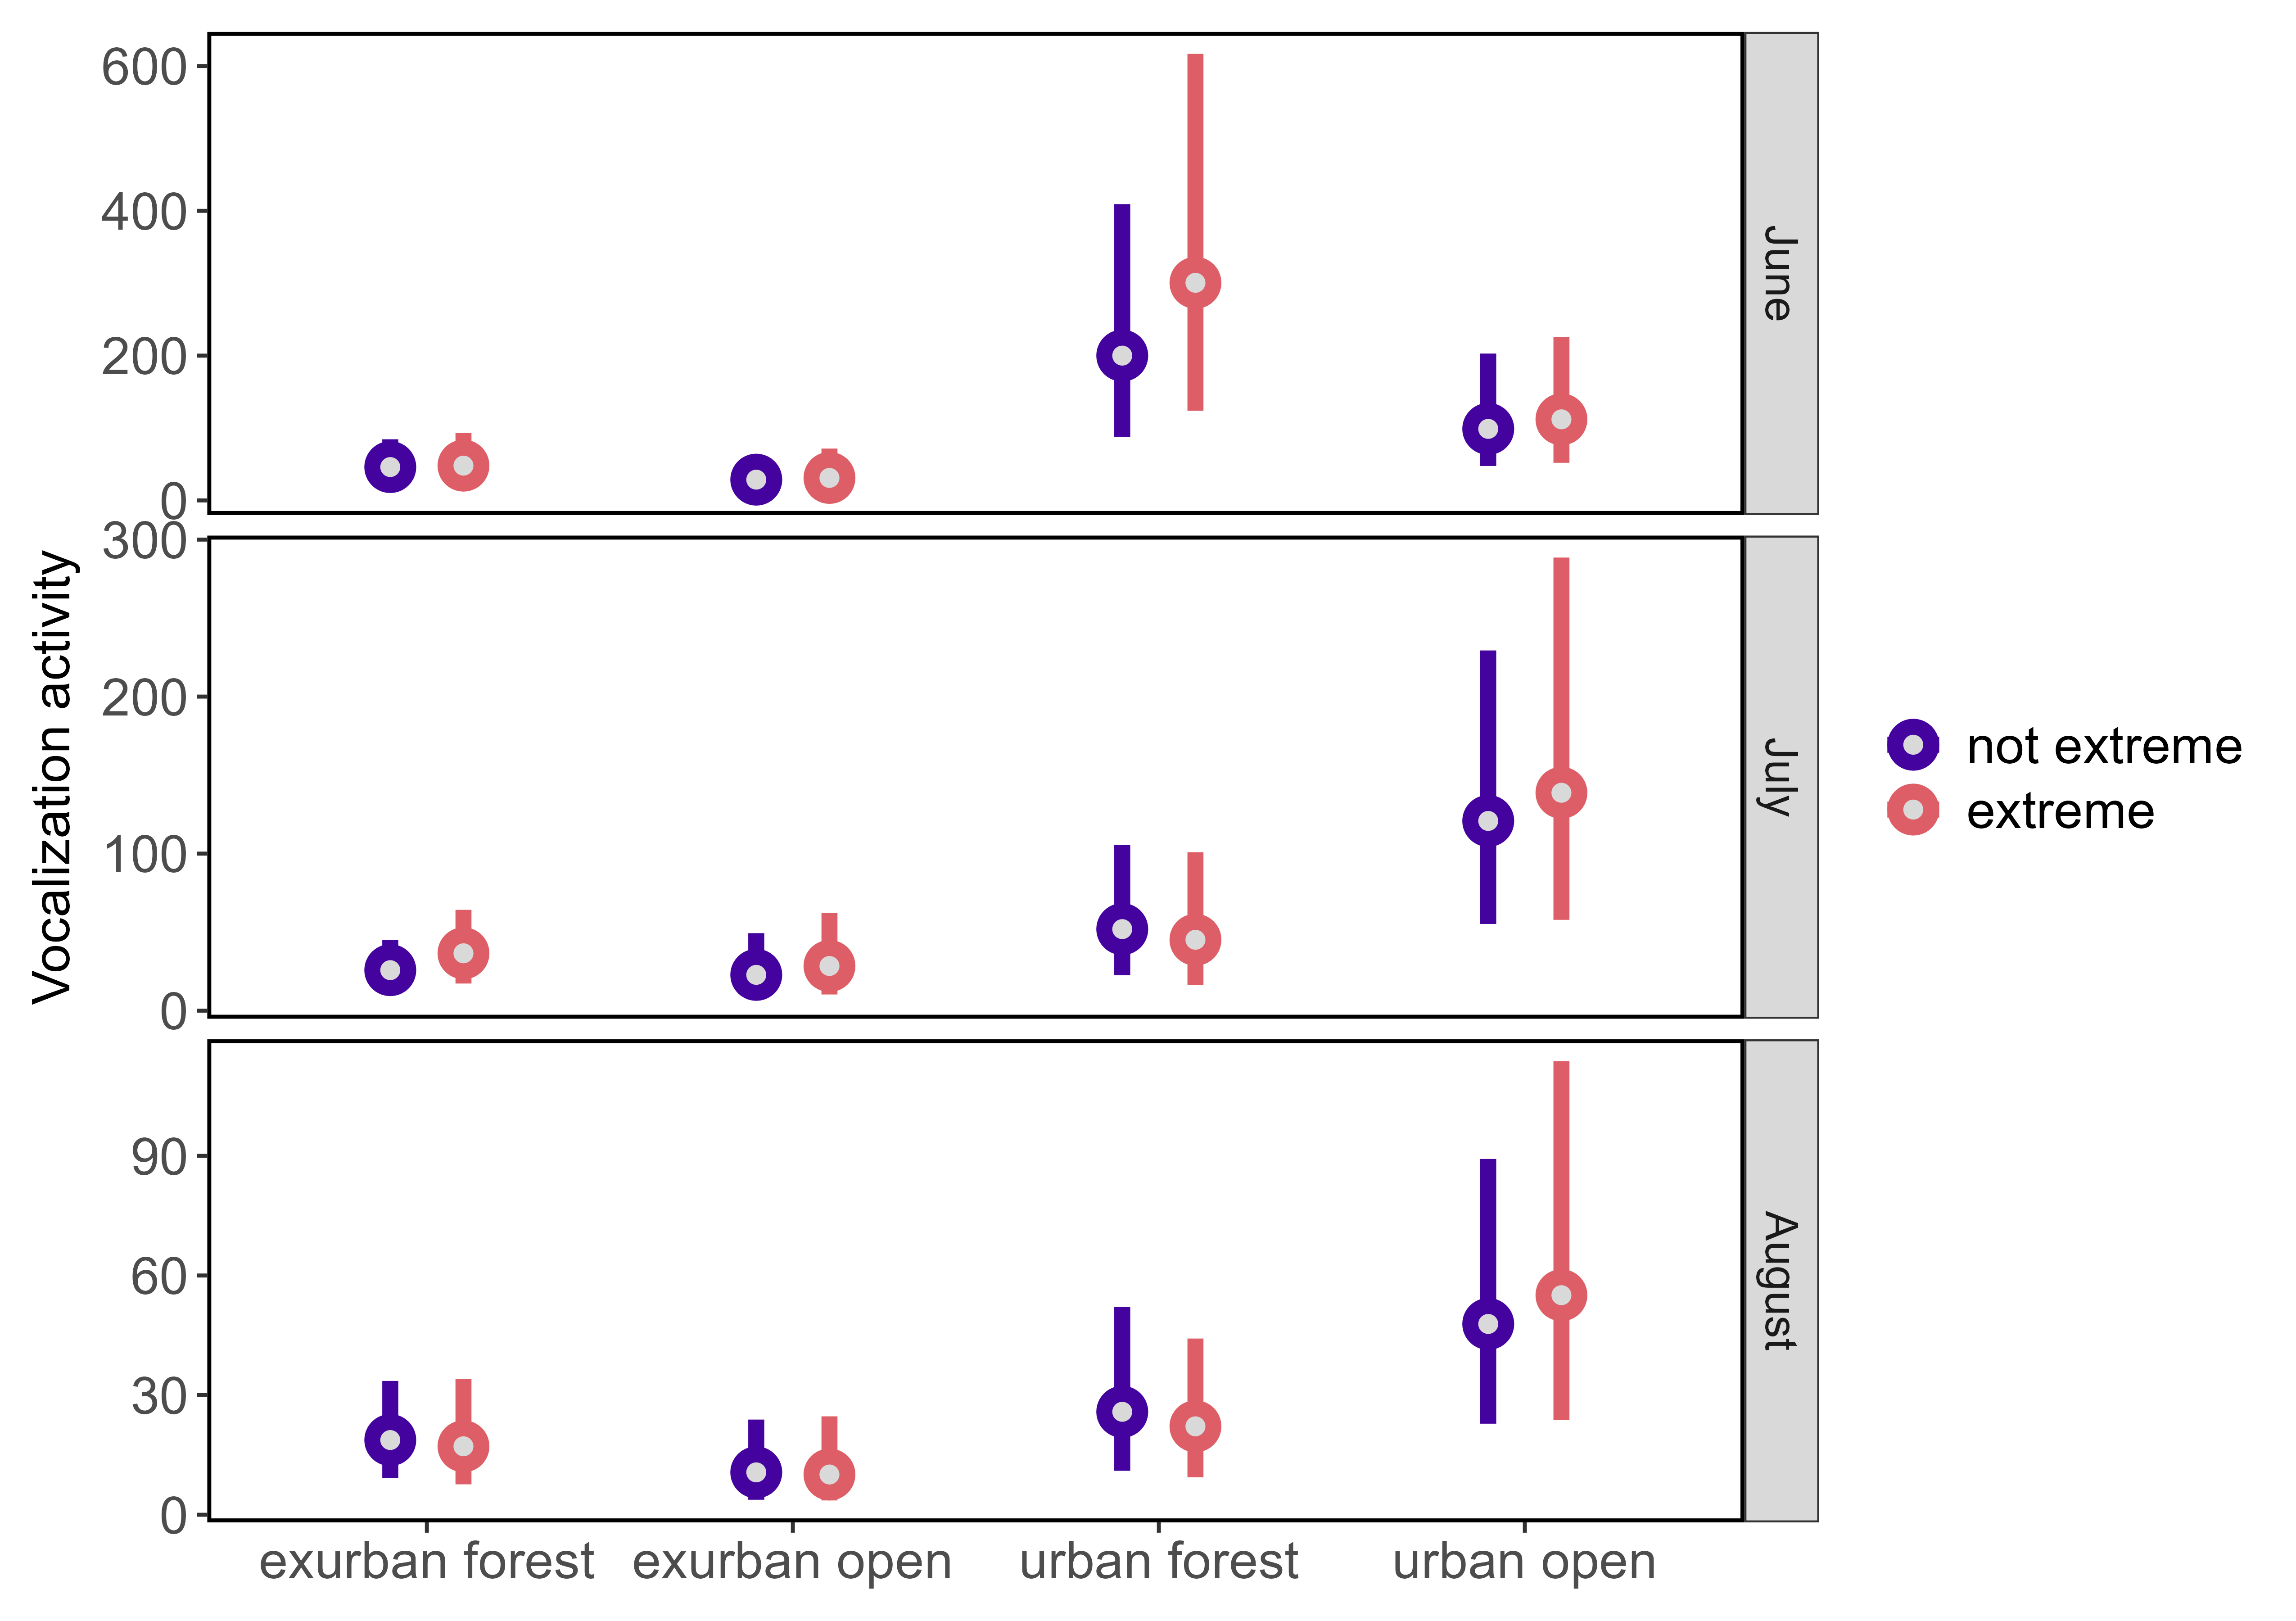 Vocalization activity
600
400
200
0
June
300
200
100
0
July
90
60
30
0
August
exurban forest
exurban open
urban forest
urban open
not extreme
extreme